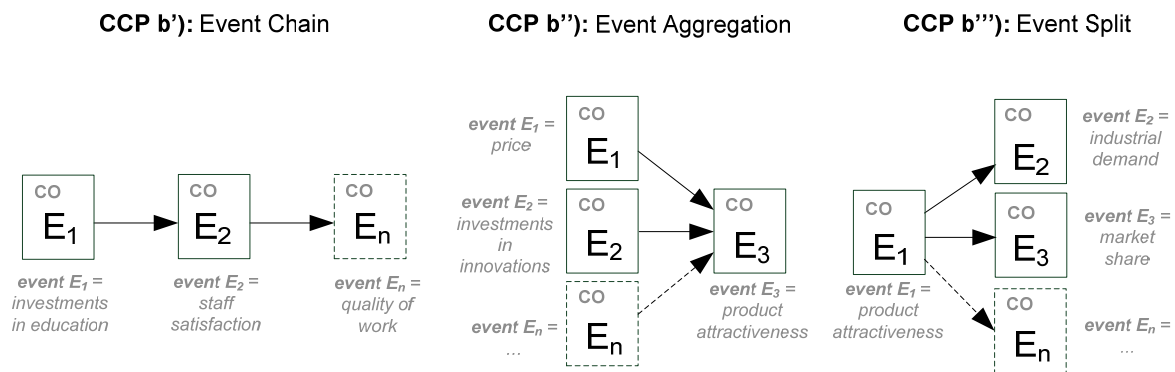 CCP b'): Event Chain
CO
E1
CO
E2
CO
En
event E1 =
investments
in education
event E2 =
staff
satisfaction
event En =
quality of
work
CCP b''): Event Aggregation
event E1 =
price
CO
E1
event E2 =
investments
in
innovations
CO
E2
event En =
...
CO
En
CO
E3
event E3 =
product
attractiveness
CCP b'''): Event Split
CO
E1
event E1 =
product
attractiveness
CO
E2
event E2 =
industrial
demand
CO
E3
event E3 =
market
share
CO
En
event En =
...